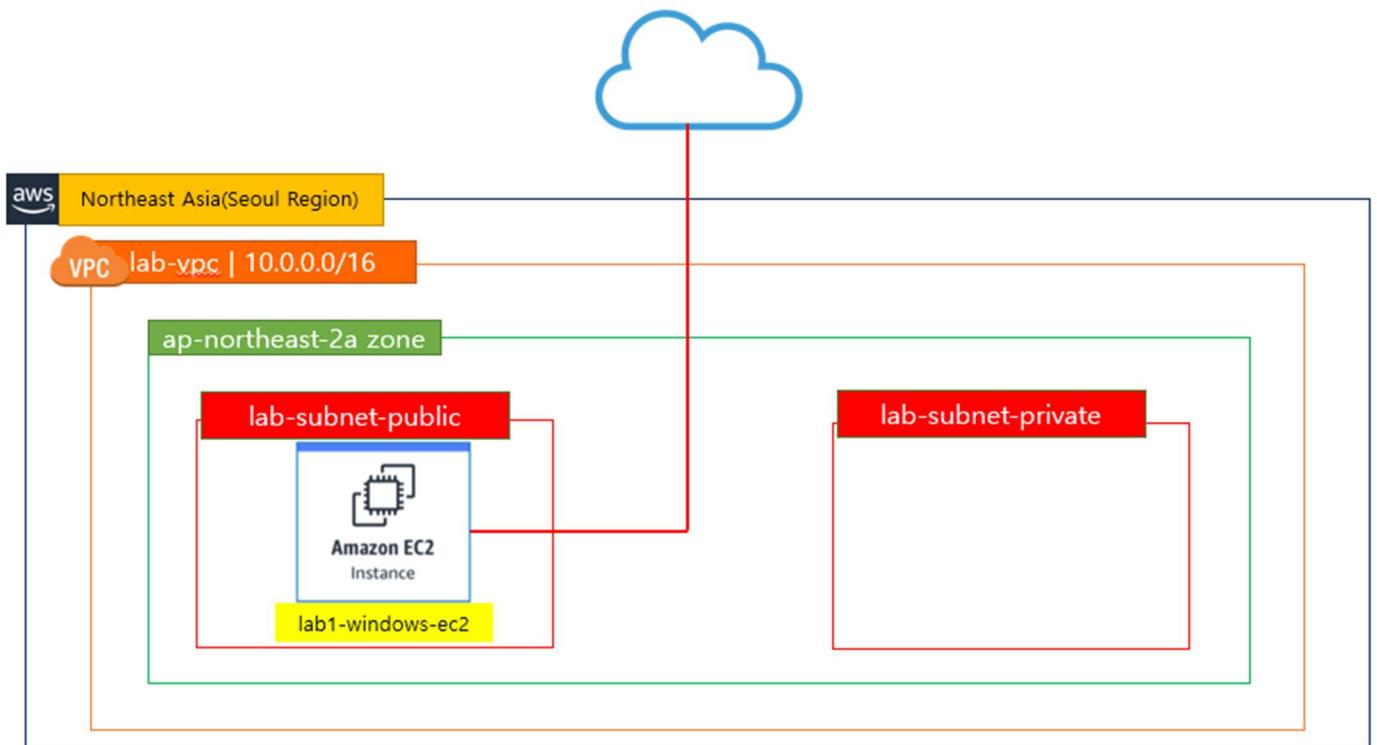 aws
Northeast Asia(Seoul Region)
VPC
lab-vpc | 10.0.0.0/16
ap-northeast-2a zone
lab-subnet-public
lab-subnet-private
Amazon EC2
Instance
lab1-windows-ec2